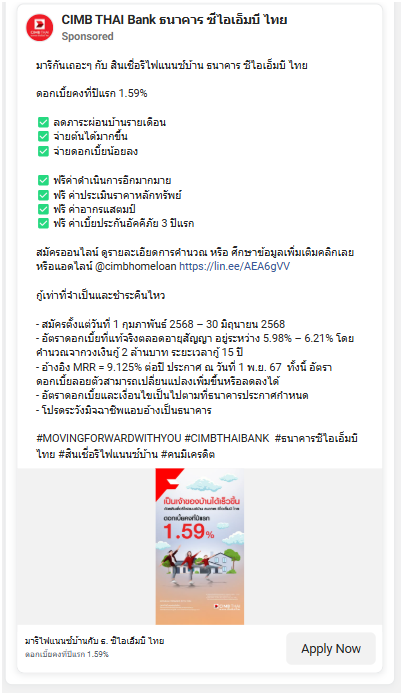 CIMB THAI Bank ธนาคาร ซีไอเอ็มบี ไทย
Sponsored
มารีกันเถอะๆ กับ สินเชื่อรีไฟแนนซ์บ้าน ธนาคาร ซีไอเอ็มบี ไทย
ดอกเบี้ยคงที่ปีแรก 1.59%
✅ ลดภาระผ่อนบ้านรายเดือน
✅ จ่ายต้นได้มากขึ้น
✅ จ่ายดอกเบี้ยน้อยลง
✅ ฟรีค่าดำเนินการอีกมากมาย
✅ ฟรี ค่าประเมินราคาหลักทรัพย์
✅ ฟรี ค่าอากรแสตมป์
✅ ฟรี ค่าเบี้ยประกันอัคคีภัย 3 ปีแรก
สมัครออนไลน์ ดูรายละเอียดการคำนวณ หรือ ศึกษาข้อมูลเพิ่มเติมคลิกเลย
หรือแอดไลน์ @cimbhomeloan https://lin.ee/AEA6gVV
กู้เท่าที่จำเป็นและชำระคืนไหว
- สมัครตั้งแต่วันที่ 1 กุมภาพันธ์ 2568 – 30 มิถุนายน 2568
- อัตราดอกเบี้ยที่แท้จริงตลอดอายุสัญญา อยู่ระหว่าง 5.98% – 6.21% โดย
คำนวณจากวงเงินกู้ 2 ล้านบาท ระยะเวลากู้ 15 ปี
- อ้างอิง MRR = 9.125% ต่อปี ประกาศ ณ วันที่ 1 พ.ย. 67 ทั้งนี้ อัตรา
ดอกเบี้ยลอยตัวสามารถเปลี่ยนแปลงเพิ่มขึ้นหรือลดลงได้
- อัตราดอกเบี้ยและเงื่อนไขเป็นไปตามที่ธนาคารประกาศกำหนด
- โปรดระวังมิจฉาชีพแอบอ้างเป็นธนาคาร
#MOVINGFORWARDWITHYOU #CIMBTHAIBANK #ธนาคารซีไอเอ็มบี
ไทย #สินเชื่อรีไฟแนนซ์บ้าน #คนมีเครดิต
เป็นเจ้าของบ้านได้เร็วขึ้น
ดอกเบี้ยคงที่ปีแรก
1.59%
CIMB THAI
มารีไฟแนนซ์บ้านกับ ธ. ซีไอเอ็มบี ไทย
ดอกเบี้ยคงที่ปีแรก 1.59%
Apply Now